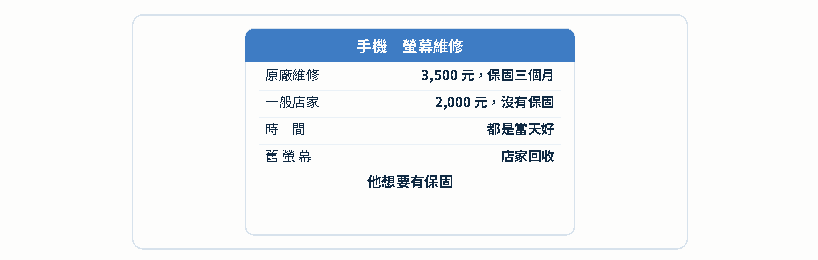 手機　螢幕維修
原廠維修　3,500 元，保固三個月
一般店家　2,000 元，沒有保固
時　間　都是當天好
舊 螢 幕　店家回收
他想要有保固